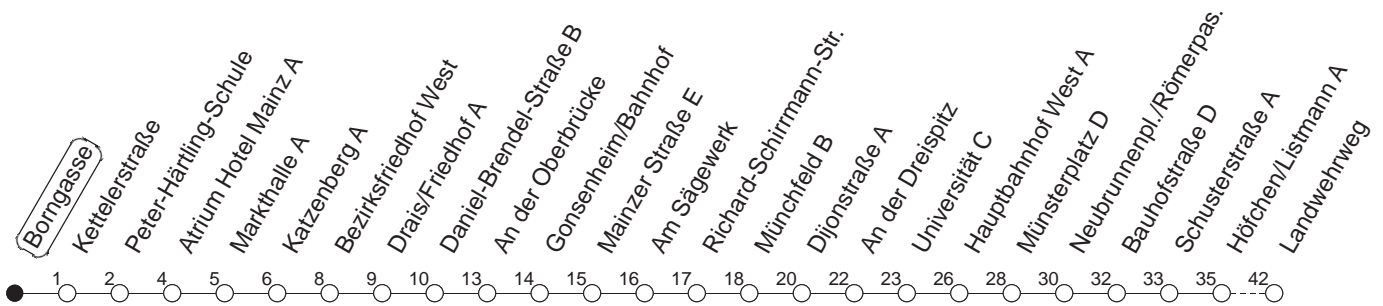 Borngasse
Kettelerstraße
Peter-Härtling-Schule
Atrium Hotel Mainz A
Markthalle A
Katzenberg A
Bezirksfriedhof West
Drais/Friedhof A
Daniel-Brendel-Straße B
An der Oberbrücke
Gonsenheim/Bahnhof
Mainzer Straße E
Am Sägewerk
Richard-Schirrmann-Str.
Münchfeld B
Dijonstraße A
An der Dreispitz
Universität C
Hauptbahnhof West A
Münsterplatz D
Neubrunnenpl./Römerpas.
Bauhofstraße D
Schusterstraße A
Höfchen/Listmann A
Landwehrweg
1 2 4 5 6 8 9 10 13 14 15 16 17 18 20 22 23 26 28 30 32 33 35 42